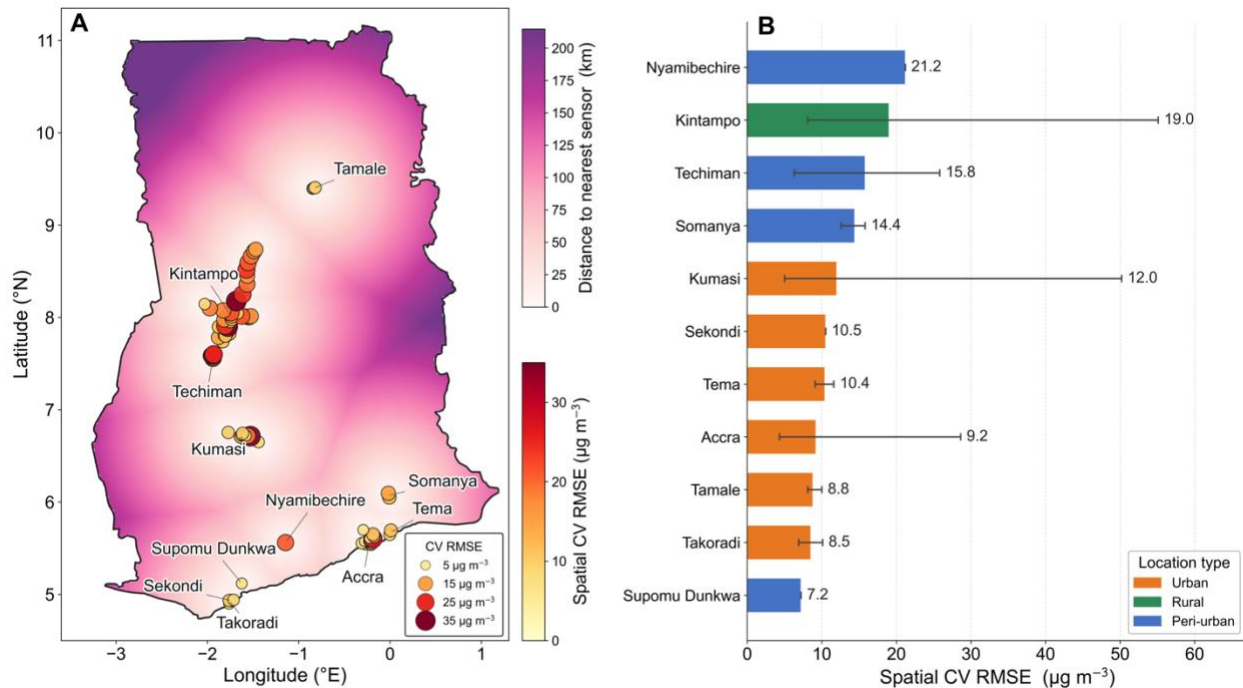 A
11
10
9
8
7
6
5
Latitude (°N)
−3
−2
−1
0
1
Longitude (°E)
Tamale
Kintampo
Techiman
Kumasi
Somanya
Nyamibechire
Tema
Supomu Dunkwa
Accra
Sekondi
Takoradi
CV RMSE
5 µg m⁻³
15 µg m⁻³
25 µg m⁻³
35 µg m⁻³
200
175
150
125
100
75
50
25
0
Distance to nearest sensor (km)
30
20
10
0
Spatial CV RMSE (µg m⁻³)
B
Nyamibechire 21.2
Kintampo 19.0
Techiman 15.8
Somanya 14.4
Kumasi 12.0
Sekondi 10.5
Tema 10.4
Accra 9.2
Tamale 8.8
Takoradi 8.5
Supomu Dunkwa 7.2
Location type
Urban
Rural
Peri-urban
0 10 20 30 40 50 60
Spatial CV RMSE (µg m⁻³)